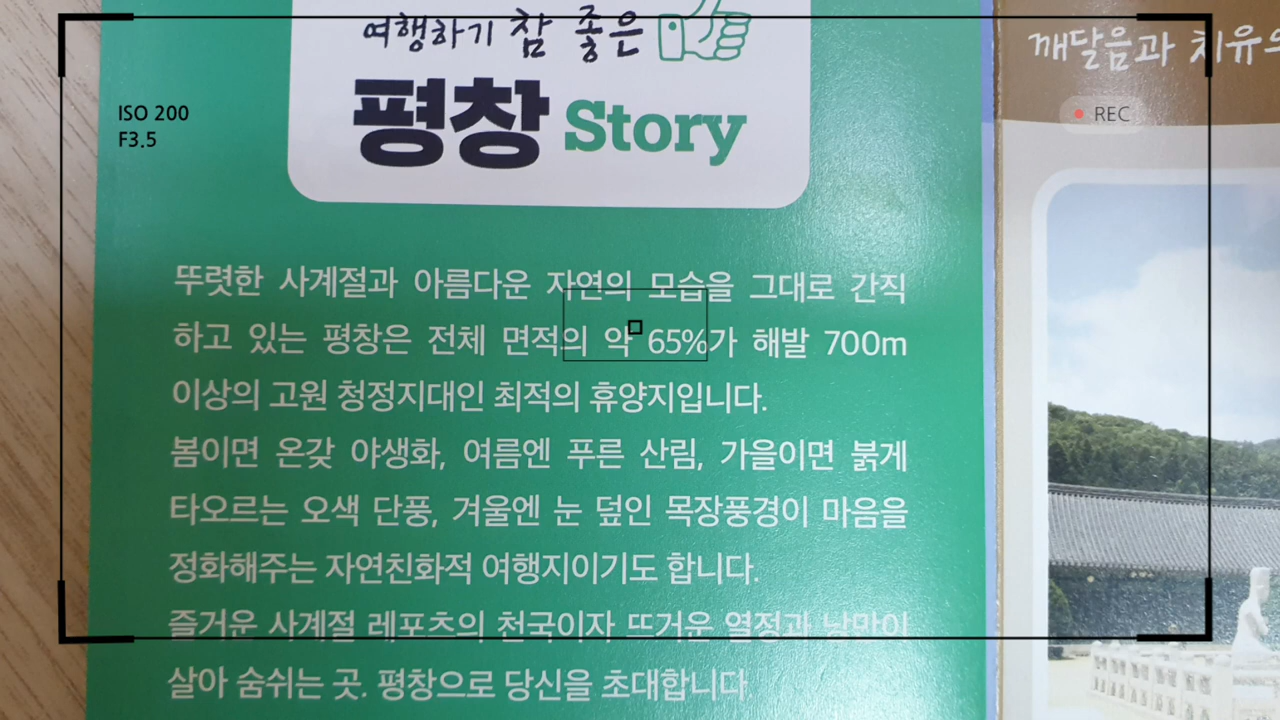 여행하기 참 좋은
평창 Story
ISO 200
F3.5
뚜렷한 사계절과 아름다운 자연의 모습을 그대로 간직
하고 있는 평창은 전체 면적의 약 65%가 해발 700m
이상의 고원 청정지대인 최적의 휴양지입니다.
봄이면 온갖 야생화, 여름엔 푸른 산림, 가을이면 붉게
타오르는 오색 단풍, 겨울엔 눈 덮인 목장풍경이 마음을
정화해주는 자연친화적 여행지이기도 합니다.
즐거운 사계절 레포츠의 천국이자 뜨거운 열정과 낭만이
살아 숨쉬는 곳. 평창으로 당신을 초대합니다
깨달음과 치유의
REC